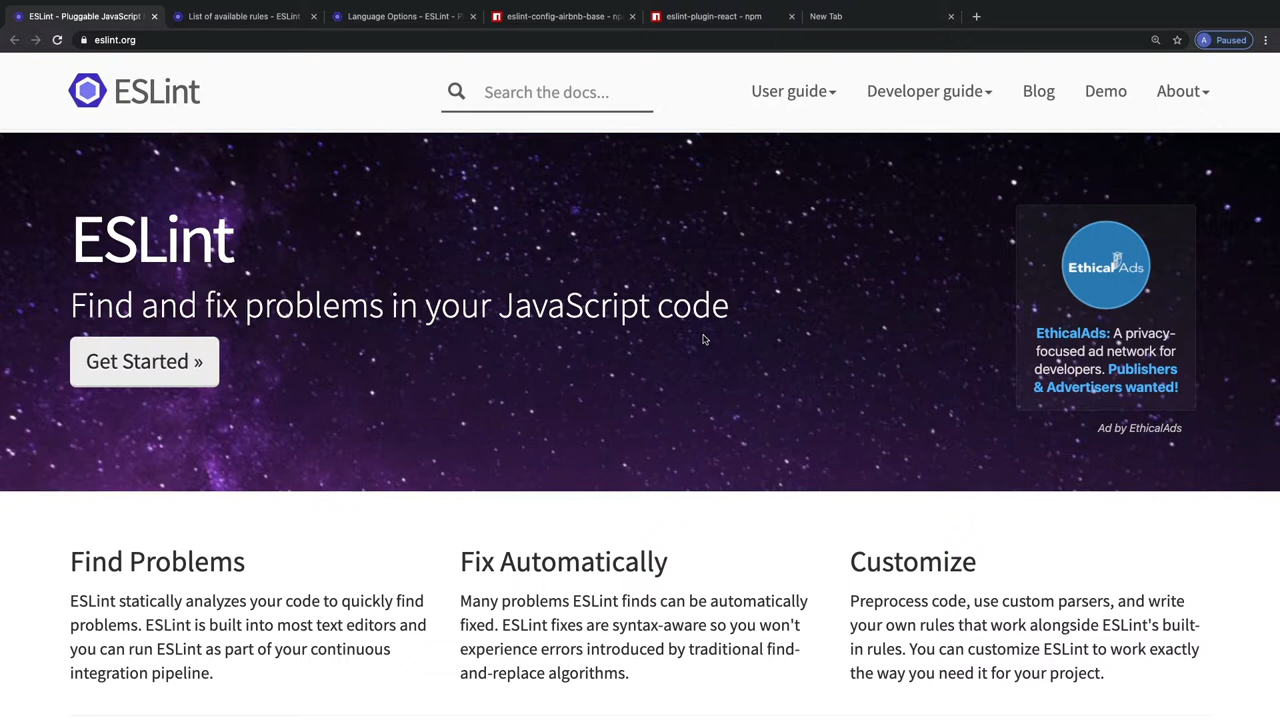 ESLint - Pluggable JavaScript
List of available rules - ESLint
Language Options - ESLint - P
eslint-config-airbnb-base - np
eslint-plugin-react - npm
New Tab
eslint.org
A Paused
ESLint
Search the docs...
User guide
Developer guide
Blog
Demo
About
ESLint
Find and fix problems in your JavaScript code
Get Started »
EthicalAds
EthicalAds: A privacy-
focused ad network for
developers. Publishers
& Advertisers wanted!
Ad by EthicalAds
Find Problems
ESLint statically analyzes your code to quickly find
problems. ESLint is built into most text editors and
you can run ESLint as part of your continuous
integration pipeline.
Fix Automatically
Many problems ESLint finds can be automatically
fixed. ESLint fixes are syntax-aware so you won't
experience errors introduced by traditional find-
and-replace algorithms.
Customize
Preprocess code, use custom parsers, and write
your own rules that work alongside ESLint's built-
in rules. You can customize ESLint to work exactly
the way you need it for your project.